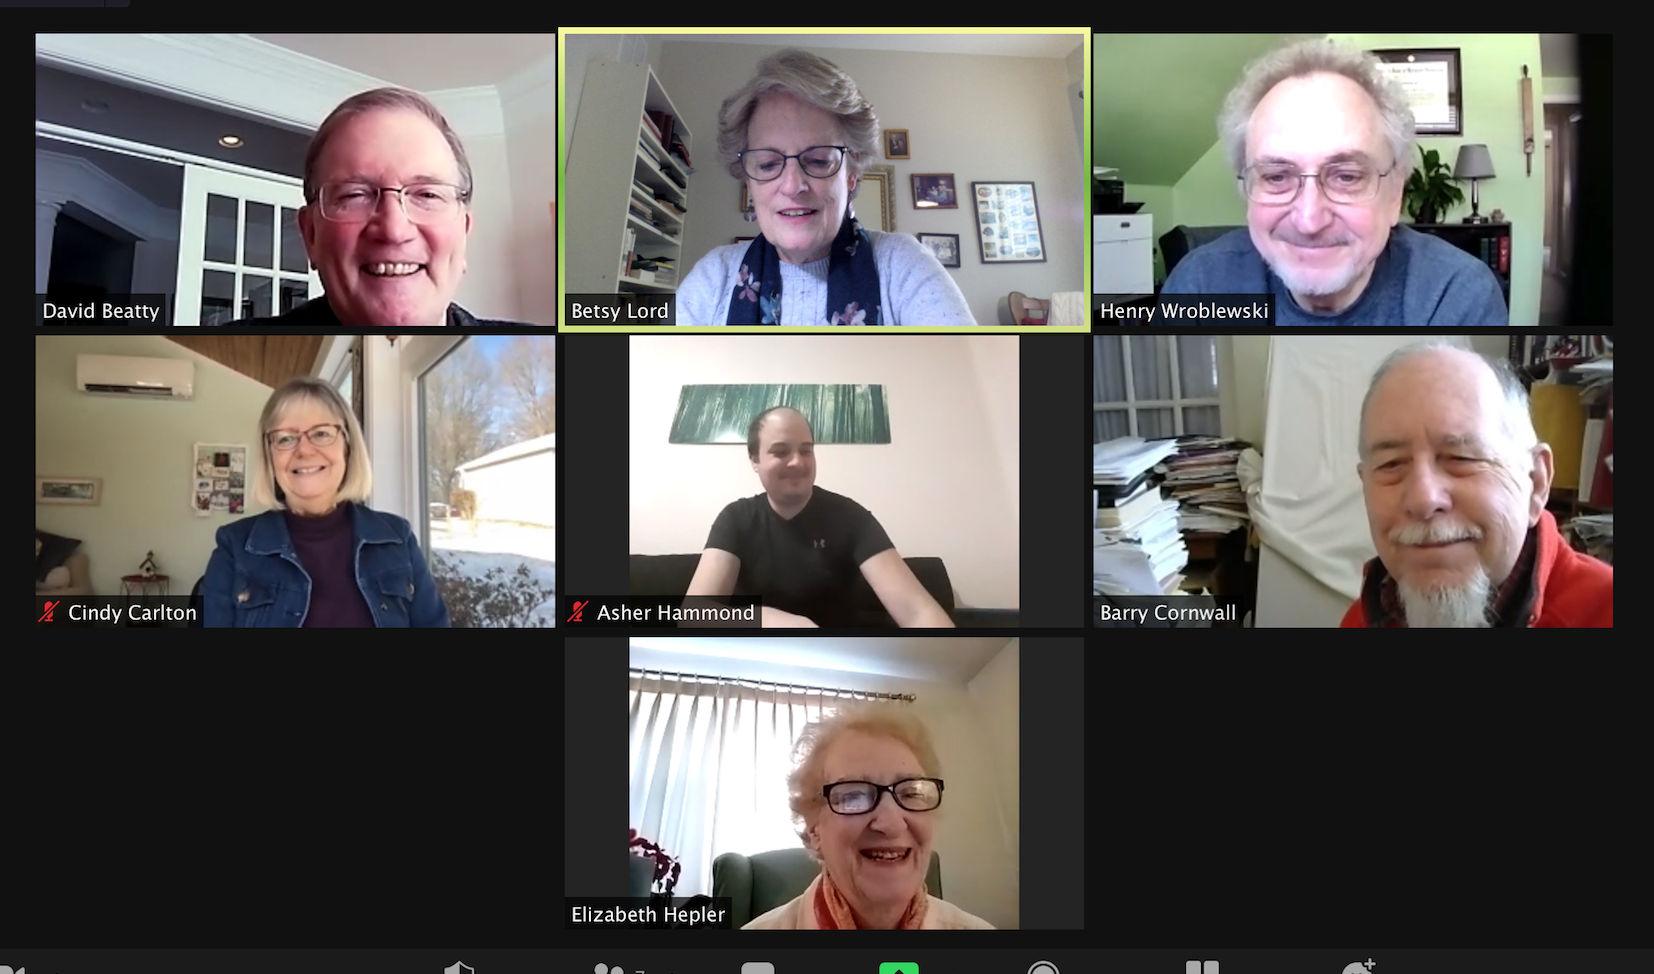 David Beatty
Betsy Lord
Henry Wroblewski
Cindy Carlton
Asher Hammond
Barry Cornwall
Elizabeth Hepler